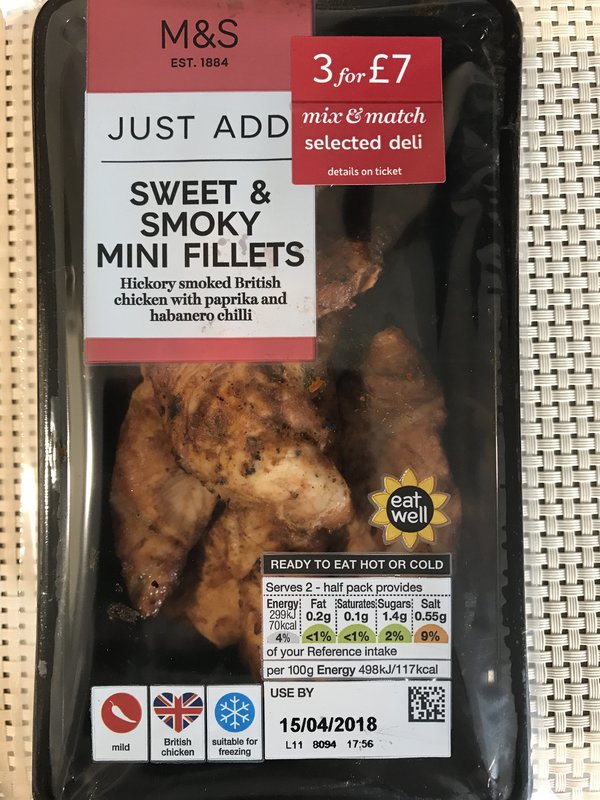 M&S
EST. 1884
3 for £7
mix & match
selected deli
details on ticket
JUST ADD
SWEET &
SMOKY
MINI FILLETS
Hickory smoked British
chicken with paprika and
habanero chilli
eat
well
READY TO EAT HOT OR COLD
Serves 2 - half pack provides
Energy Fat Saturates Sugars Salt
299kJ 0.2g 0.1g 1.4g 0.55g
70kcal
4% <1% <1% 2% 9%
of your Reference intake
per 100g Energy 498kJ/117kcal
USE BY
15/04/2018
L11 8094 17:56
mild
British
chicken
suitable for
freezing